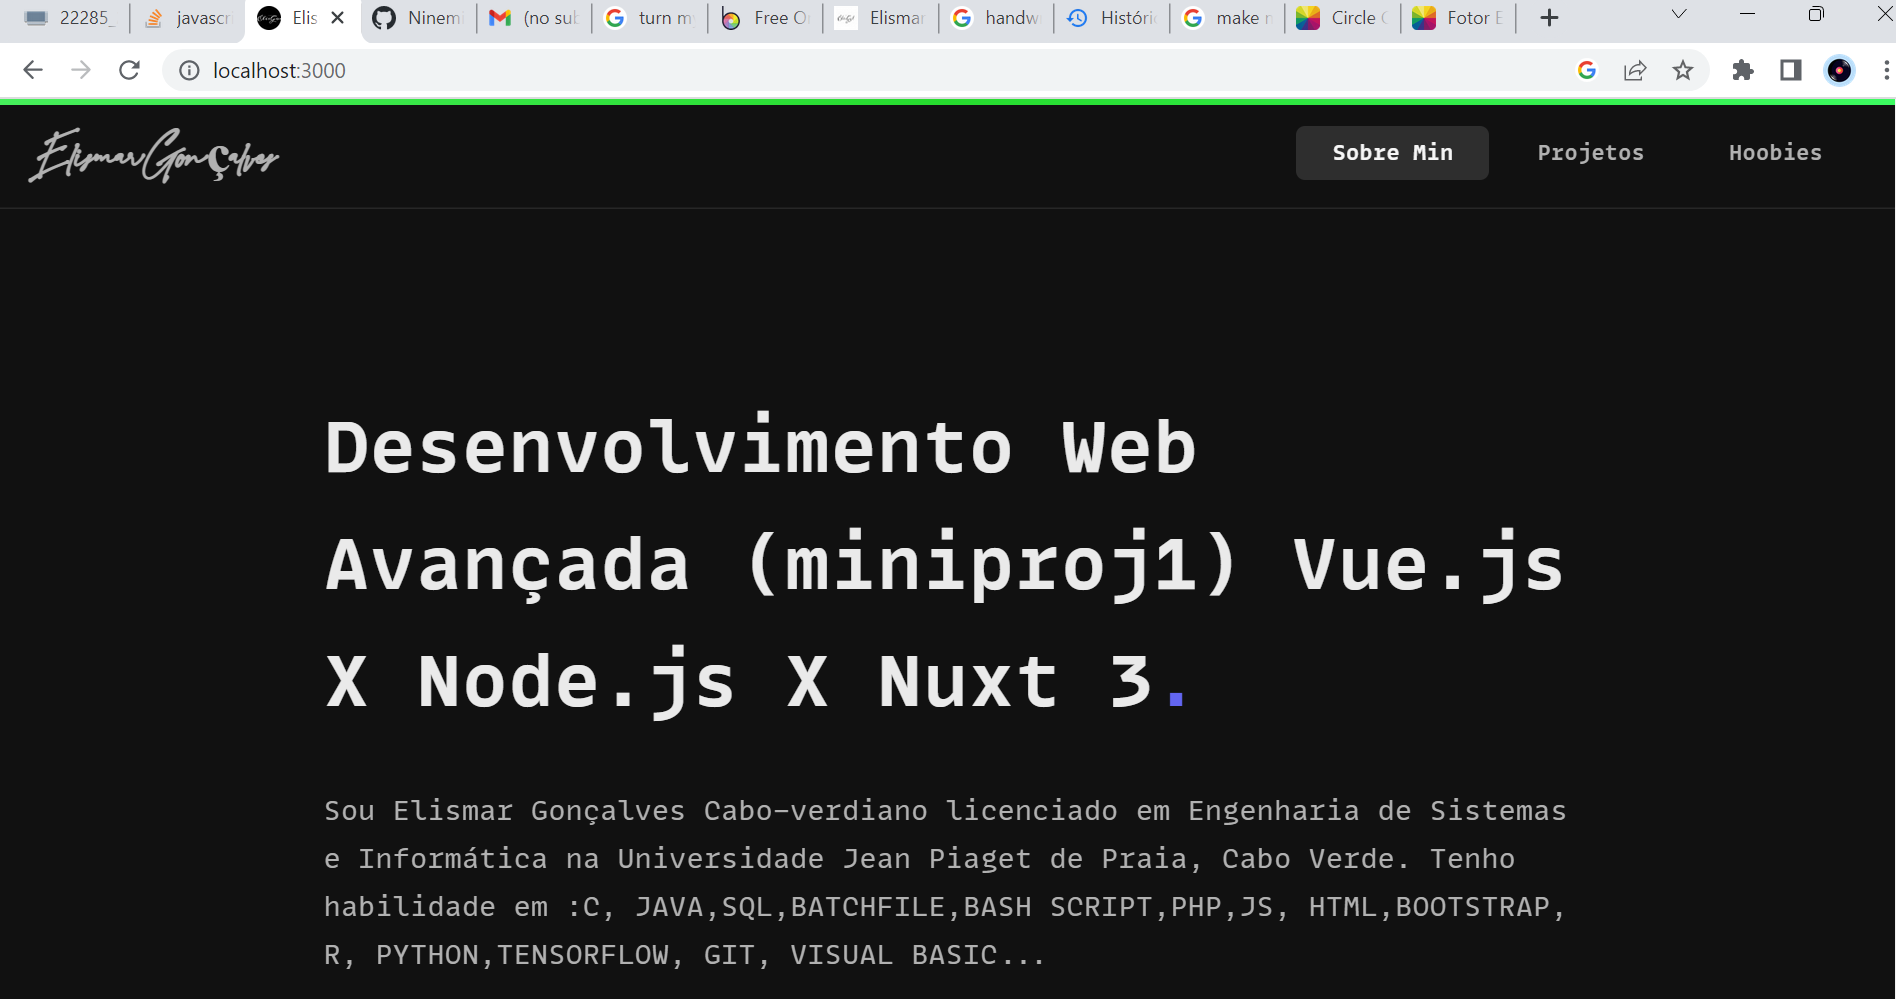 22285_
javascri
Elis
Ninemi
(no sub
turn my
Free O
Elismar
handw
Históri
make n
Circle
Fotor E
localhost:3000
ElismarGonçalves
Sobre Min
Projetos
Hoobies
Desenvolvimento Web
Avançada (miniproj1) Vue.js
X Node.js X Nuxt 3.
Sou Elismar Gonçalves Cabo-verdiano licenciado em Engenharia de Sistemas
e Informática na Universidade Jean Piaget de Praia, Cabo Verde. Tenho
habilidade em :C, JAVA,SQL,BATCHFILE,BASH SCRIPT,PHP,JS, HTML,BOOTSTRAP,
R, PYTHON,TENSORFLOW, GIT, VISUAL BASIC...